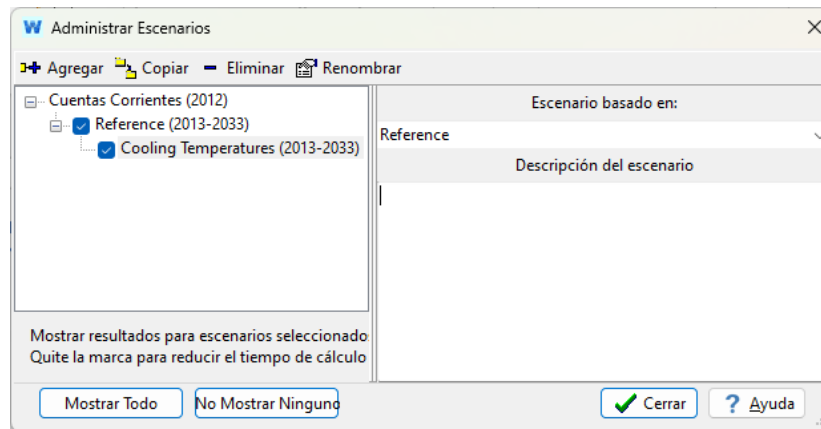 W Administrar Escenarios
Agregar Copiar Eliminar Renombrar
Cuentas Corrientes (2012)
Reference (2013-2033)
Cooling Temperatures (2013-2033)
Mostrar resultados para escenarios seleccionado
Quite la marca para reducir el tiempo de cálculo
Escenario basado en:
Reference
Descripción del escenario
Mostrar Todo
No Mostrar Ninguno
Cerrar
? Ayuda